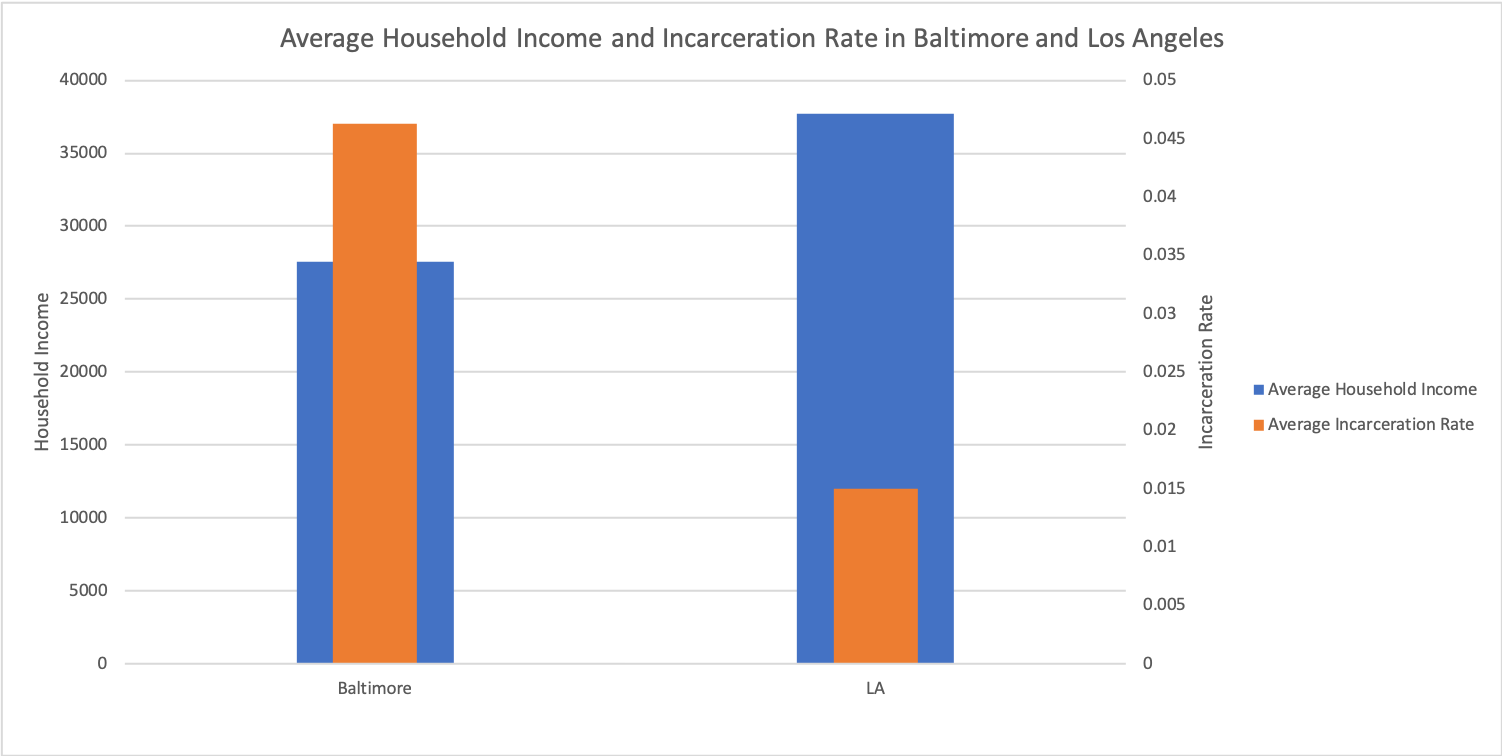 Average Household Income and Incarceration Rate in Baltimore and Los Angeles
40000
35000
30000
25000
20000
15000
10000
5000
0
Household Income
Baltimore
LA
0.05
0.045
0.04
0.035
0.03
0.025
0.02
0.015
0.01
0.005
0
Incarceration Rate
Average Household Income
Average Incarceration Rate